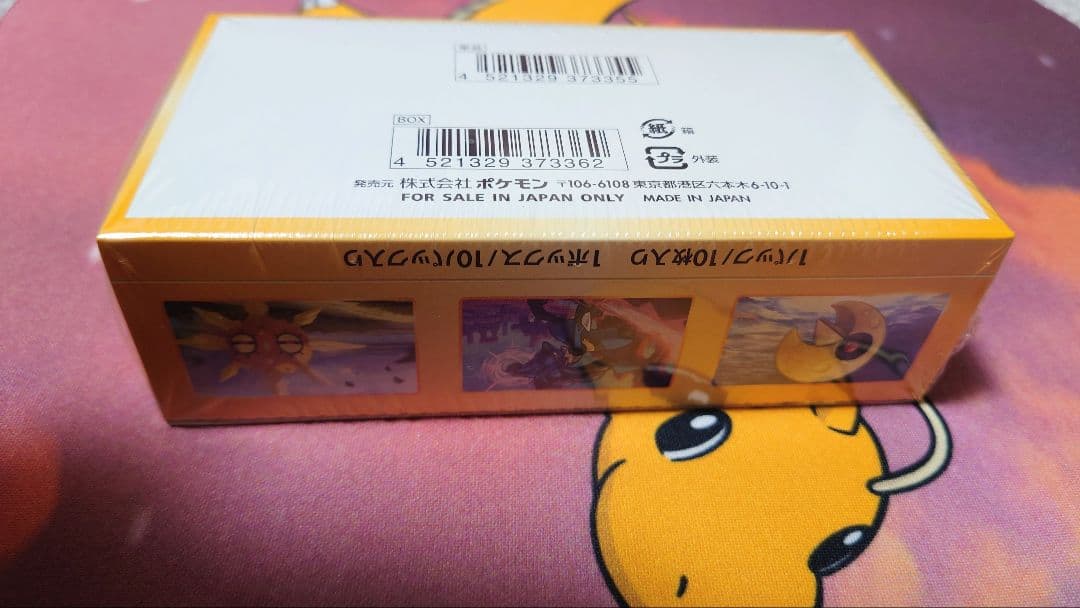 単品
4 521329 373355
BOX
4 521329 373362
紙 箱
プラ 外装
発売元 株式会社 ポケモン 〒106-6108 東京都港区六本木6-10-1
FOR SALE IN JAPAN ONLY MADE IN JAPAN
1パック/10枚入り 1ボックス/10パック入り